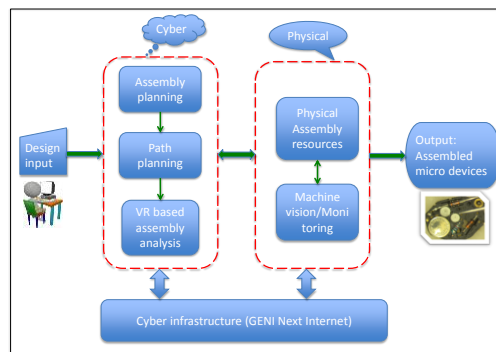 Cyber
Physical
Assembly
planning
Design
input
Path
planning
VR based
assembly
analysis
Physical
Assembly
resources
Machine
vision/Moni
toring
Output:
Assembled
micro devices
Cyber infrastructure (GENI Next Internet)